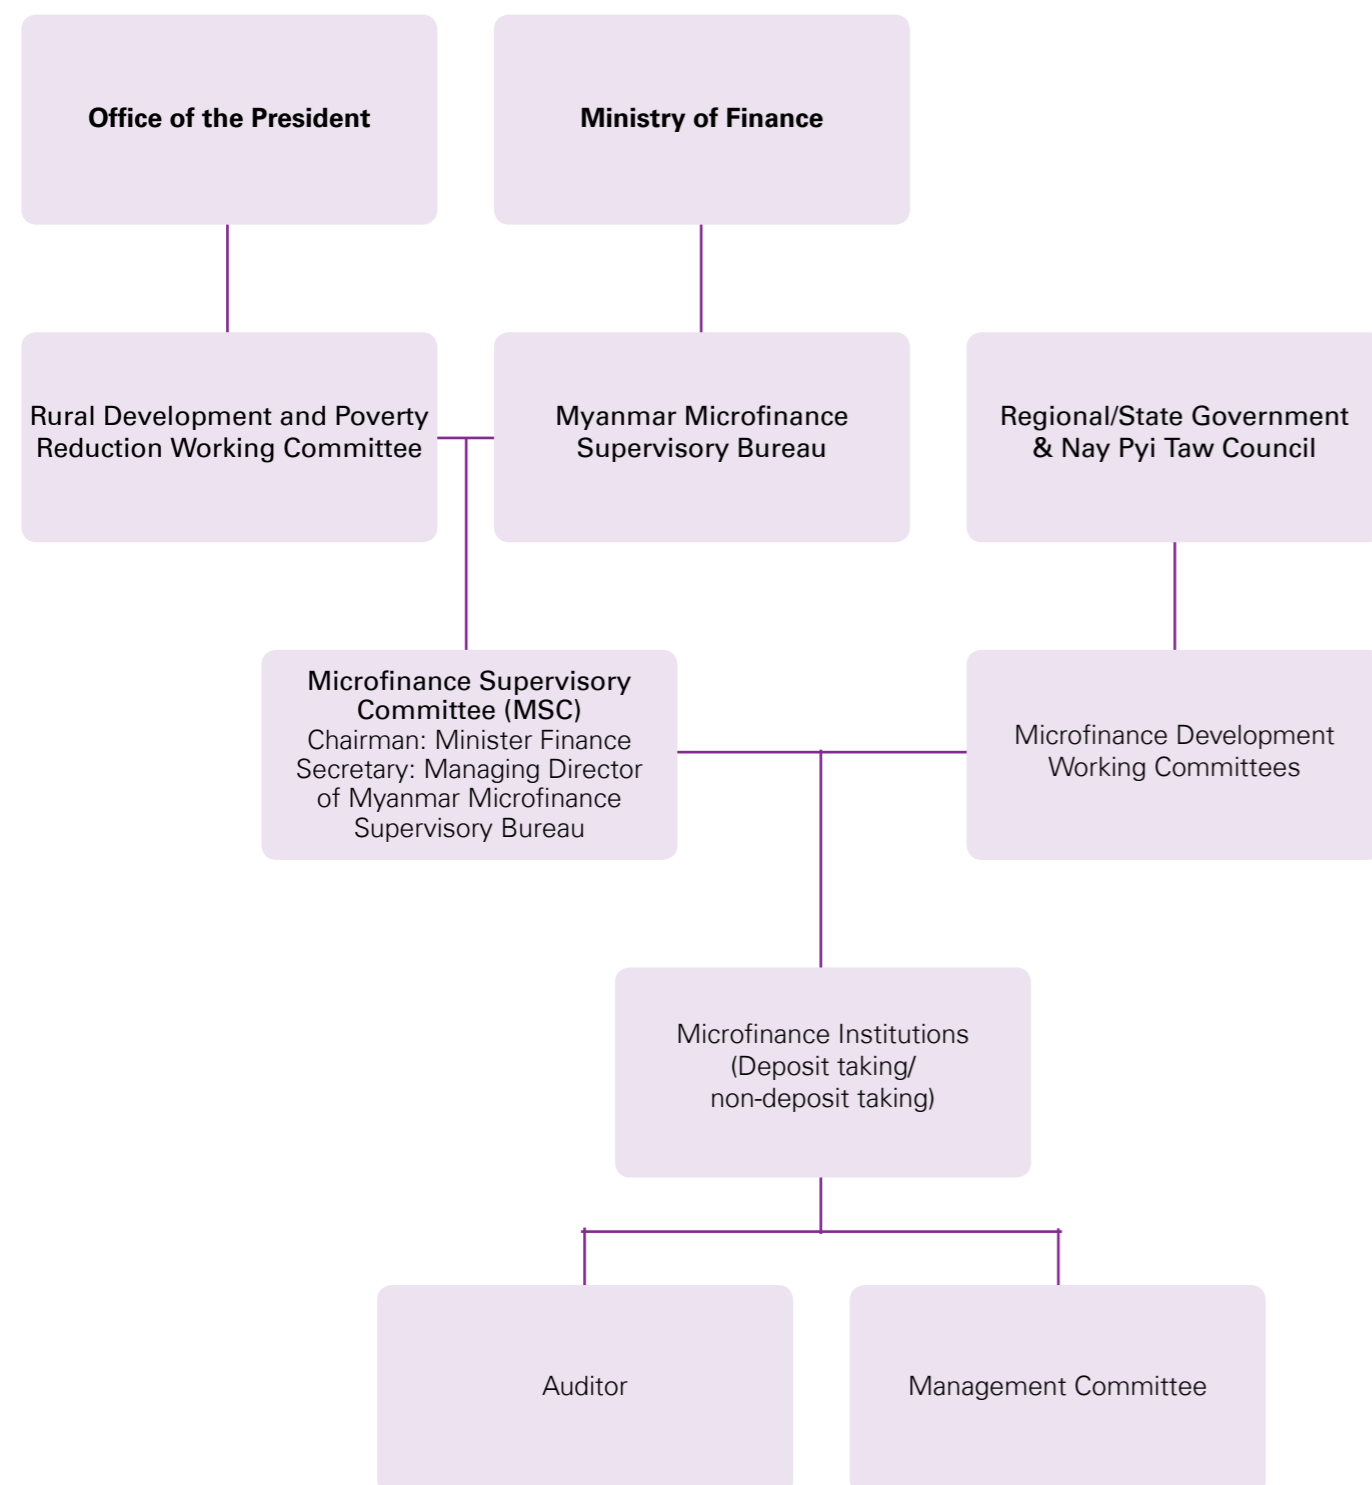 Office of the President
Ministry of Finance
Rural Development and Poverty
Reduction Working Committee
Myanmar Microfinance
Supervisory Bureau
Regional/State Government
& Nay Pyi Taw Council
Microfinance Supervisory
Committee (MSC)
Chairman: Minister Finance
Secretary: Managing Director
of Myanmar Microfinance
Supervisory Bureau
Microfinance Development
Working Committees
Microfinance Institutions
(Deposit taking/
non-deposit taking)
Auditor
Management Committee